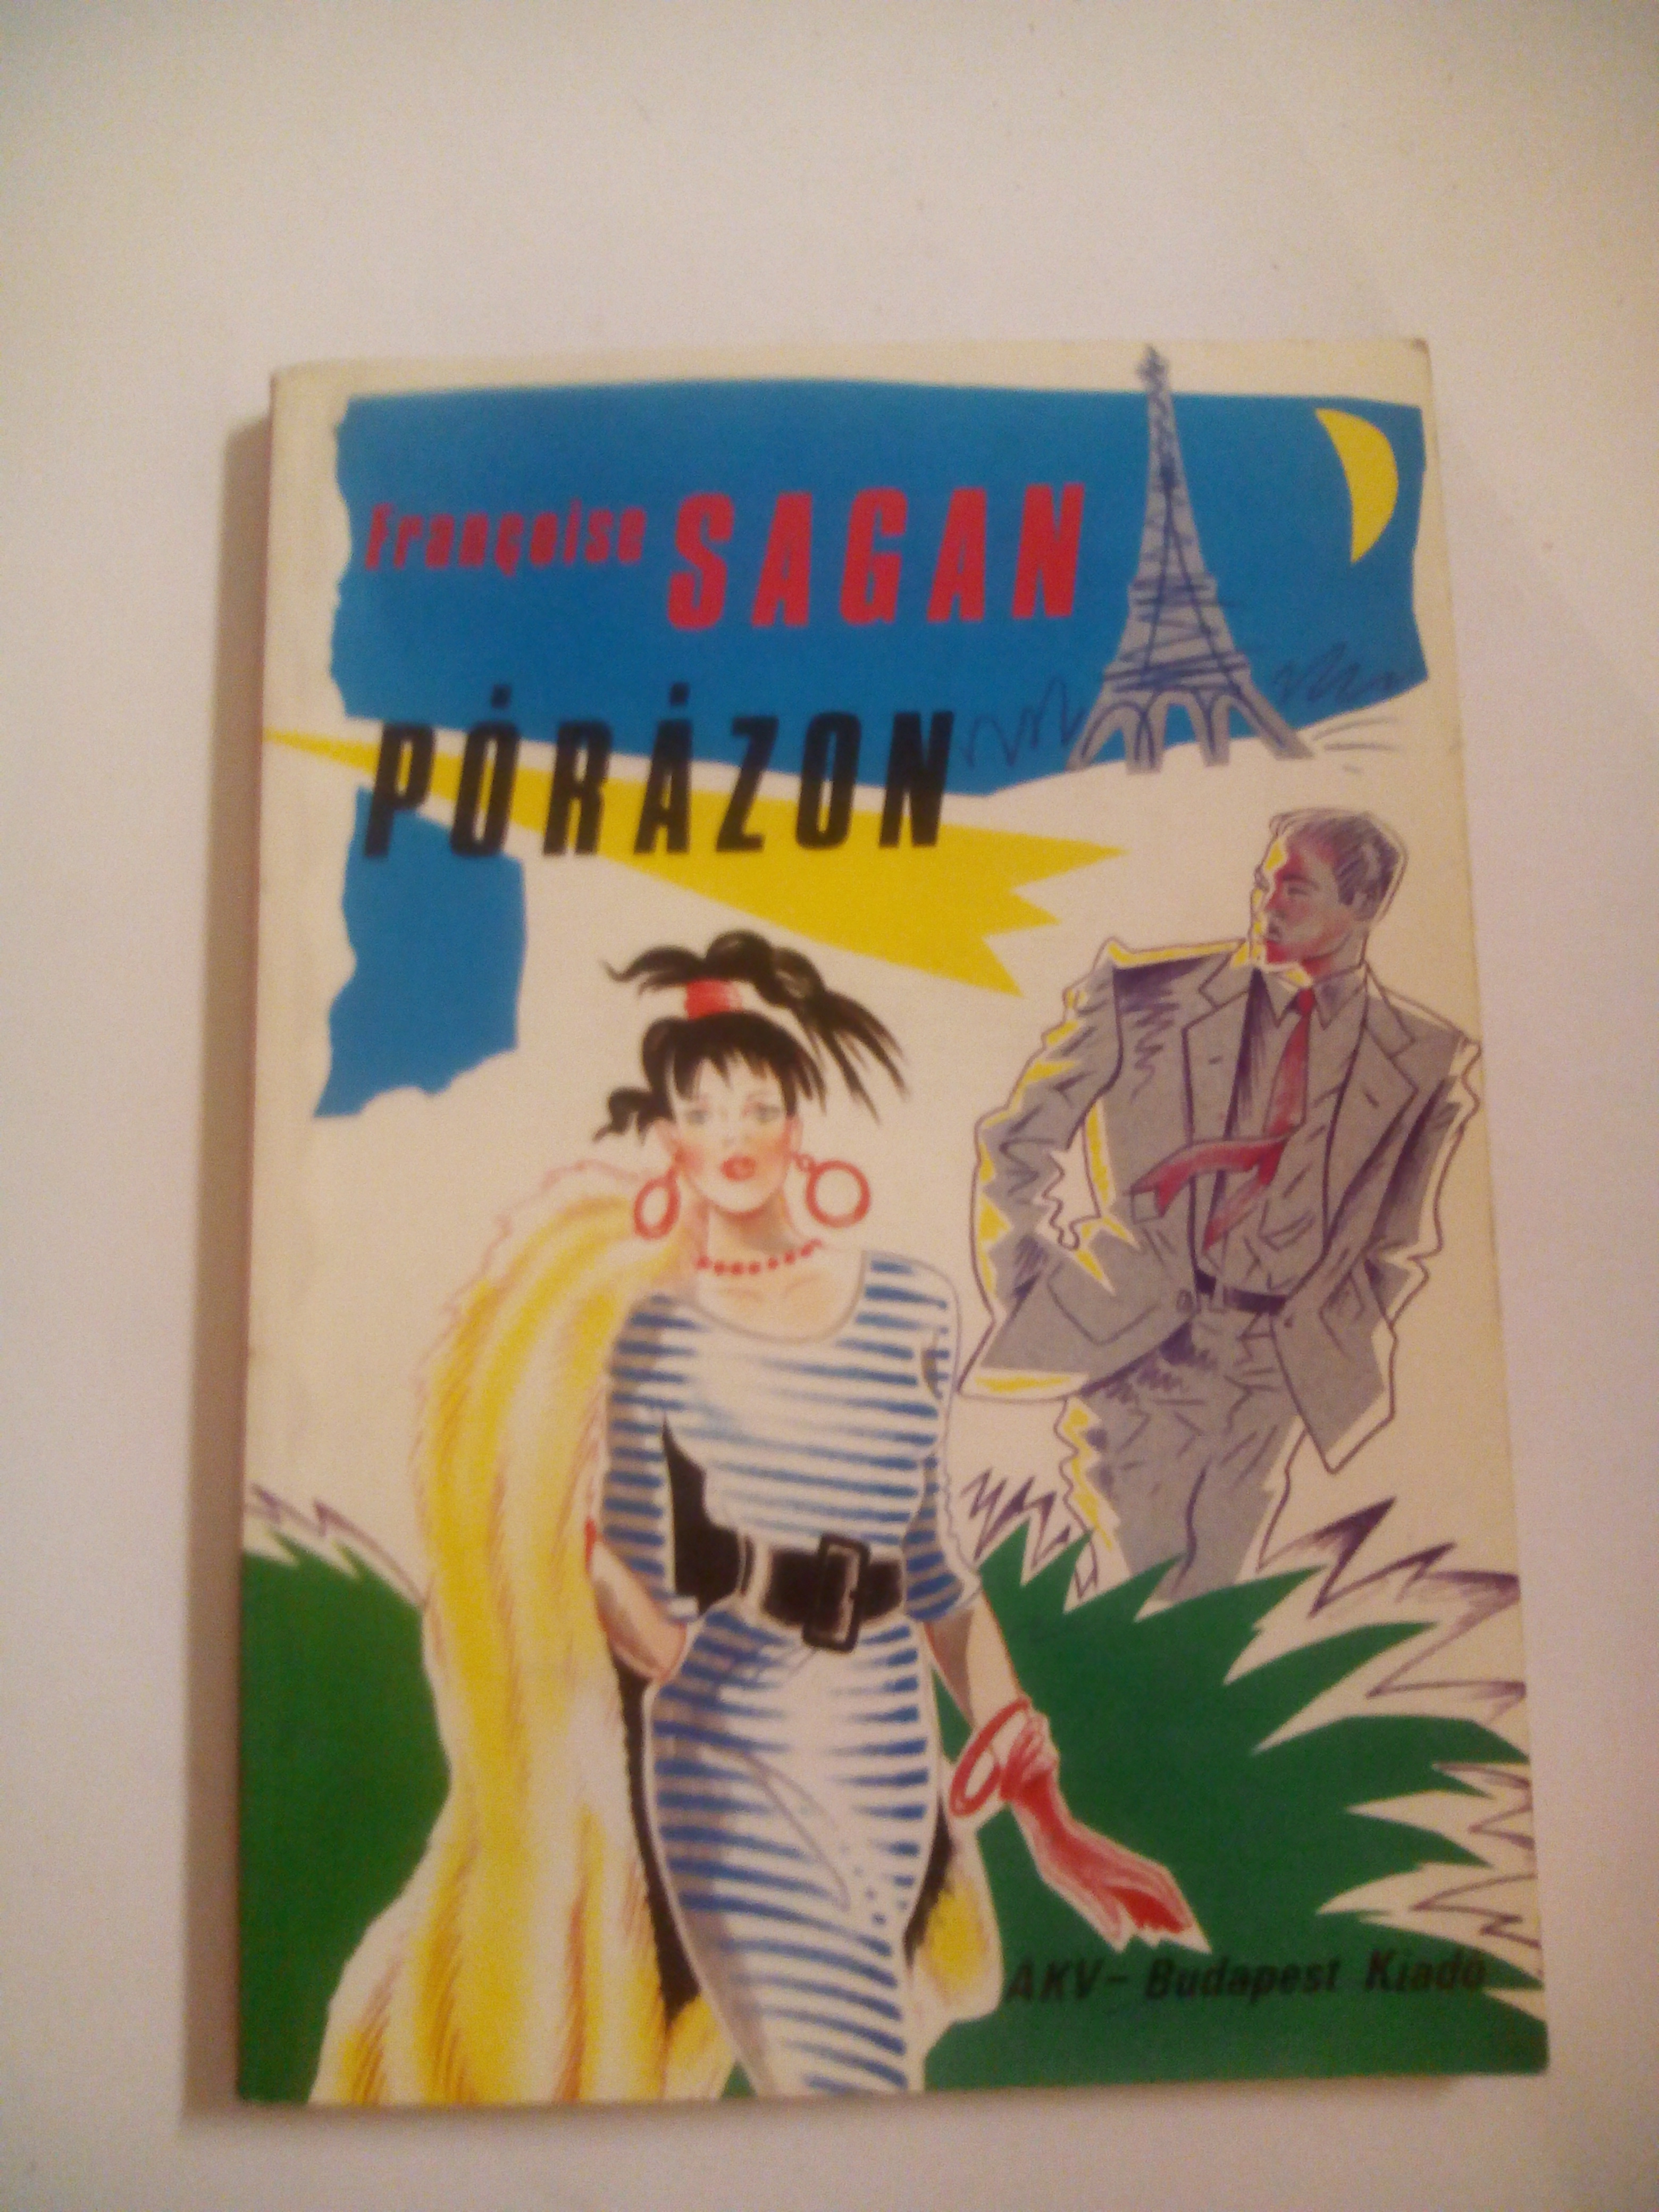 Françoise SAGAN
PÓRÁZON
AKV – Budapest Kiadó